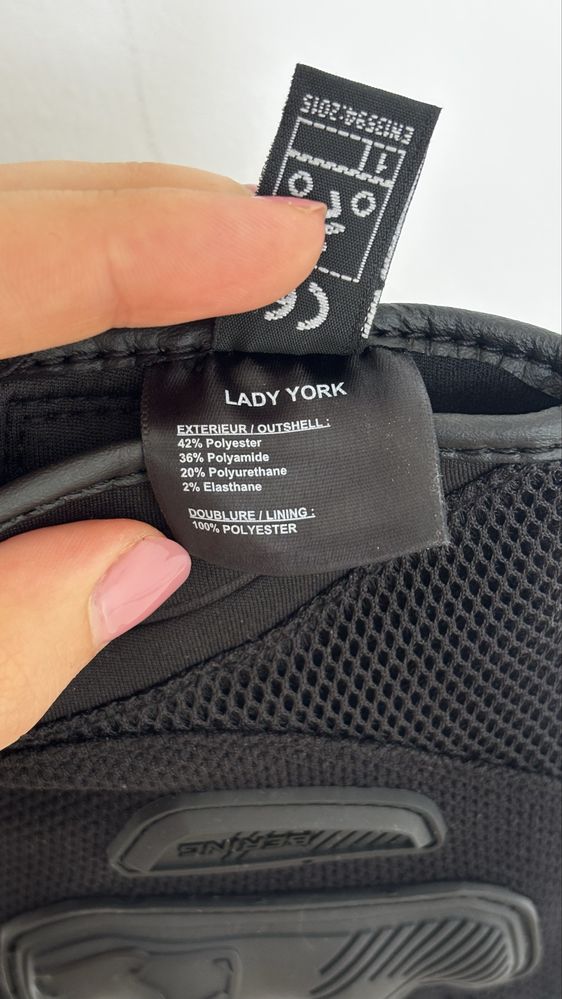 EN13594:2015
1
CE
LADY YORK
EXTERIEUR / OUTSHELL :
42% Polyester
36% Polyamide
20% Polyurethane
2% Elasthane
DOUBLURE / LINING :
100% POLYESTER
BERING